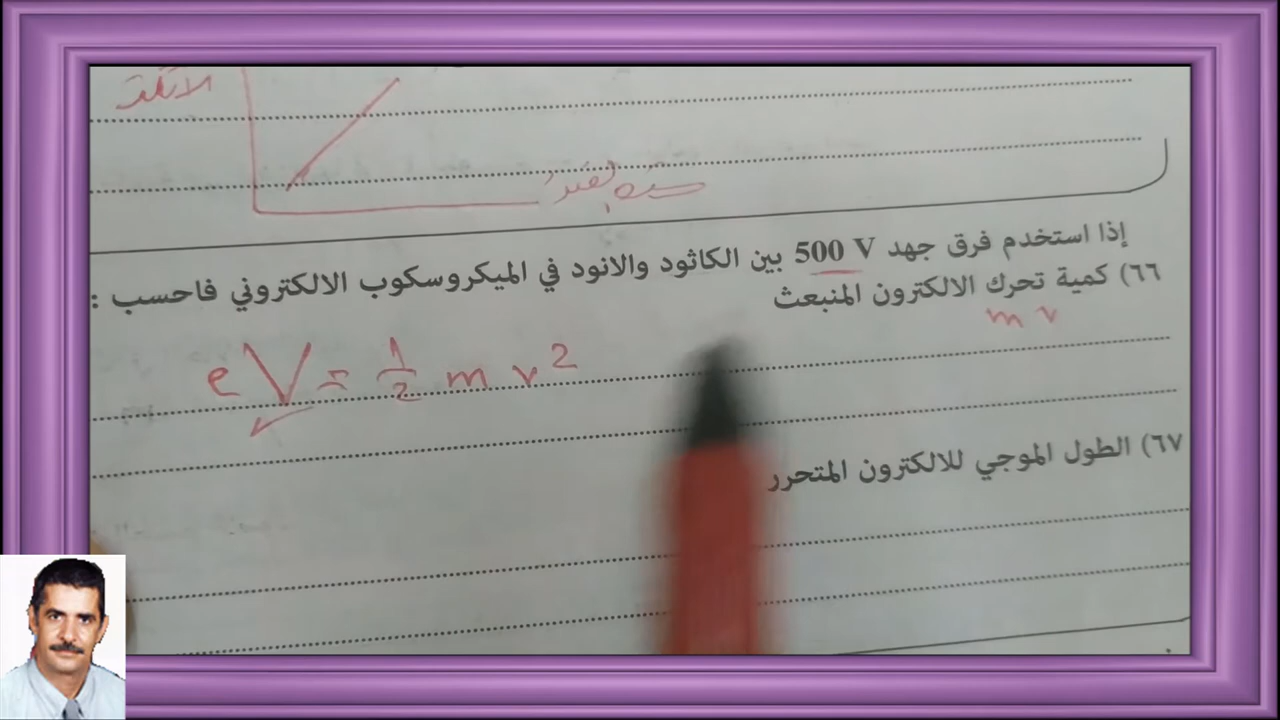 إذا استخدم فرق جهد 500 V بين الكاثود والانود في الميكروسكوب الالكتروني فاحسب :
٦٦) كمية تحرك الالكترون المنبعث
m v
eV = 1/2 m v²
٦٧) الطول الموجي للالكترون المتحرر